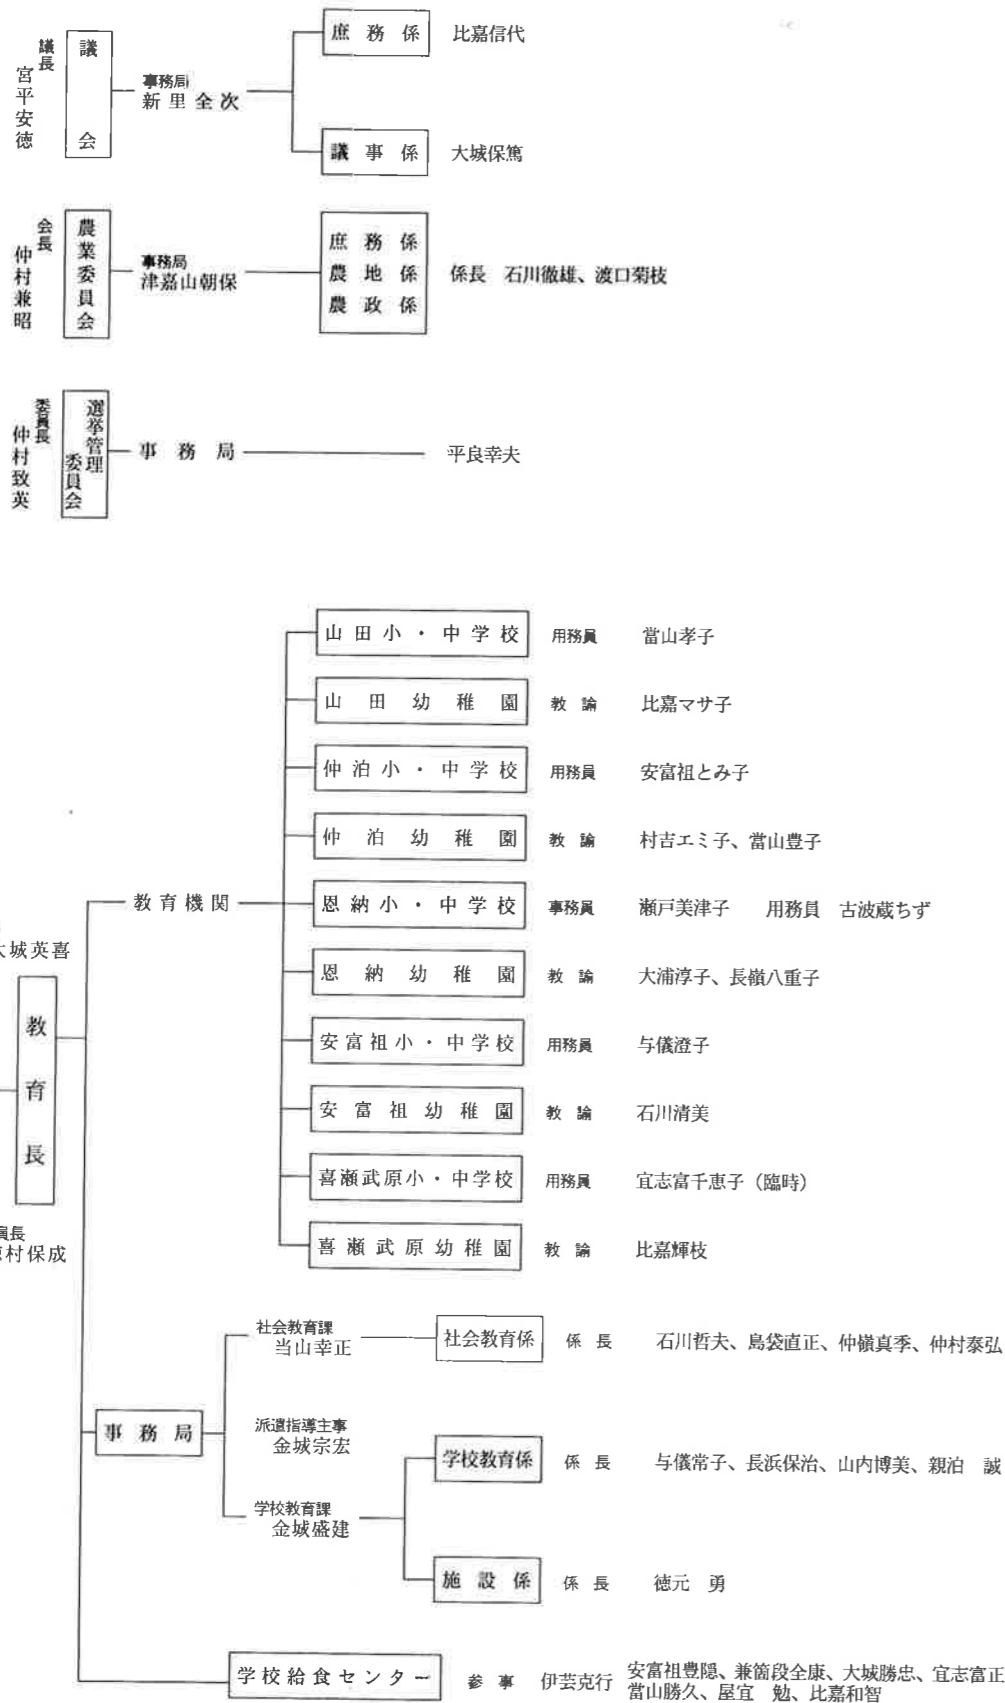 議長
宮平安徳
議会
事務局
新里全次
庶務係 比嘉信代
議事係 大城保篤
会長
仲村兼昭
農業委員会
事務局
津嘉山朝保
庶務係
農地係 係長 石川徹雄、渡口菊枝
農政係
委員長
仲村致英
選挙管理
委員会
事務局 平良幸夫
山田小・中学校 用務員 當山孝子
山田幼稚園 教諭 比嘉マサ子
仲泊小・中学校 用務員 安富祖とみ子
仲泊幼稚園 教諭 村吉エミ子、當山豊子
教育機関
恩納小・中学校 事務員 瀬戸美津子 用務員 古波蔵ちず
恩納幼稚園 教諭 大浦淳子、長嶺八重子
安富祖小・中学校 用務員 与儀澄子
安富祖幼稚園 教諭 石川清美
喜瀬武原小・中学校 用務員 宜志富千恵子（臨時）
喜瀬武原幼稚園 教諭 比嘉輝枝
大城英喜
教育長
員長
村保成
事務局
社会教育課
当山幸正
社会教育係 係長 石川哲夫、島袋直正、仲嶺真季、仲村泰弘
派遣指導主事
金城宗宏
学校教育課
金城盛建
学校教育係 係長 与儀常子、長浜保治、山内博美、親泊 誠
施設係 係長 徳元 勇
学校給食センター 参事 伊芸克行 安富祖豊隠、兼箇段全康、大城勝忠、宜志富正
當山勝久、屋宜 勉、比嘉和智